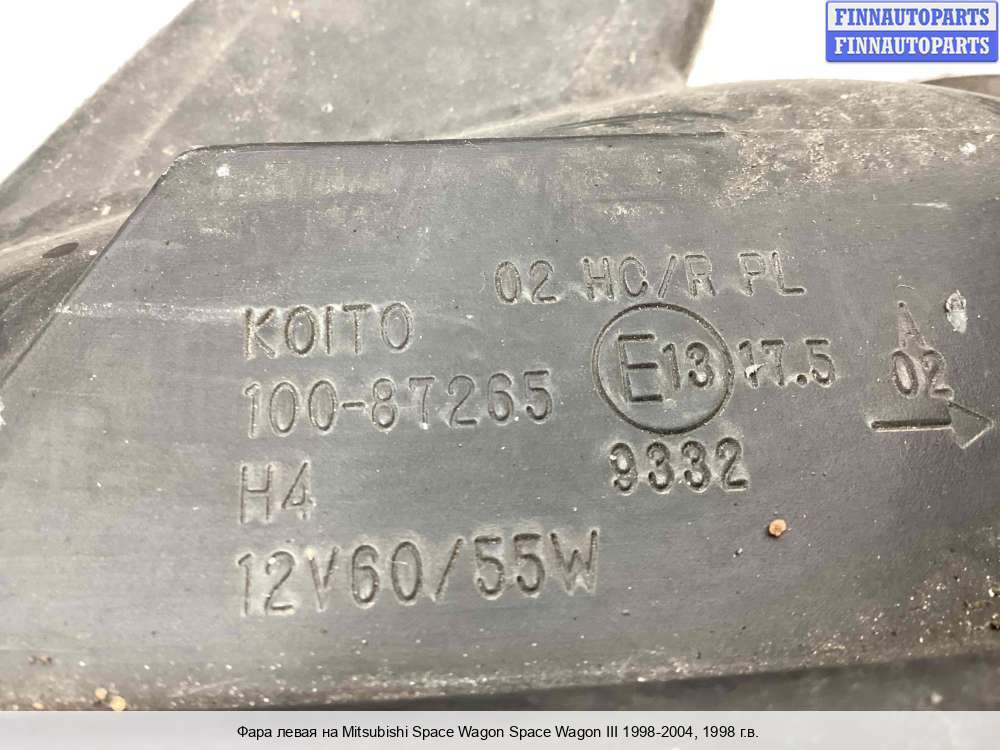 FINNAUTOPARTS
FINNAUTOPARTS
02 HC/R PL
KOITO
100-87265
E13 17.5
A
02
H4
9332
12V60/55W
Фара левая на Mitsubishi Space Wagon Space Wagon III 1998-2004, 1998 г.в.